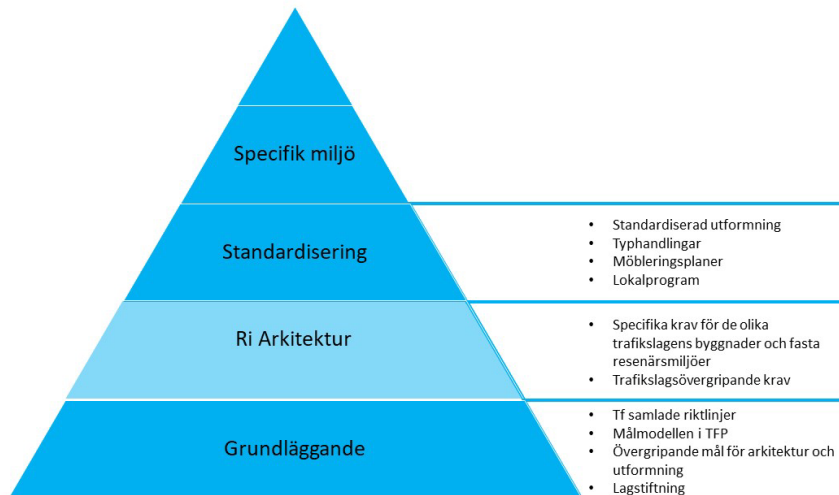 Specifik miljö
Standardisering
• Standardiserad utformning
• Typhandlingar
• Möbleringsplaner
• Lokalprogram
Ri Arkitektur
• Specifika krav för de olika
trafikslagens byggnader och fasta
resenärsmiljöer
• Trafikslagsövergripande krav
Grundläggande
• Tf samlade riktlinjer
• Målmodellen i TFP
• Övergripande mål för arkitektur och
utformning
• Lagstiftning